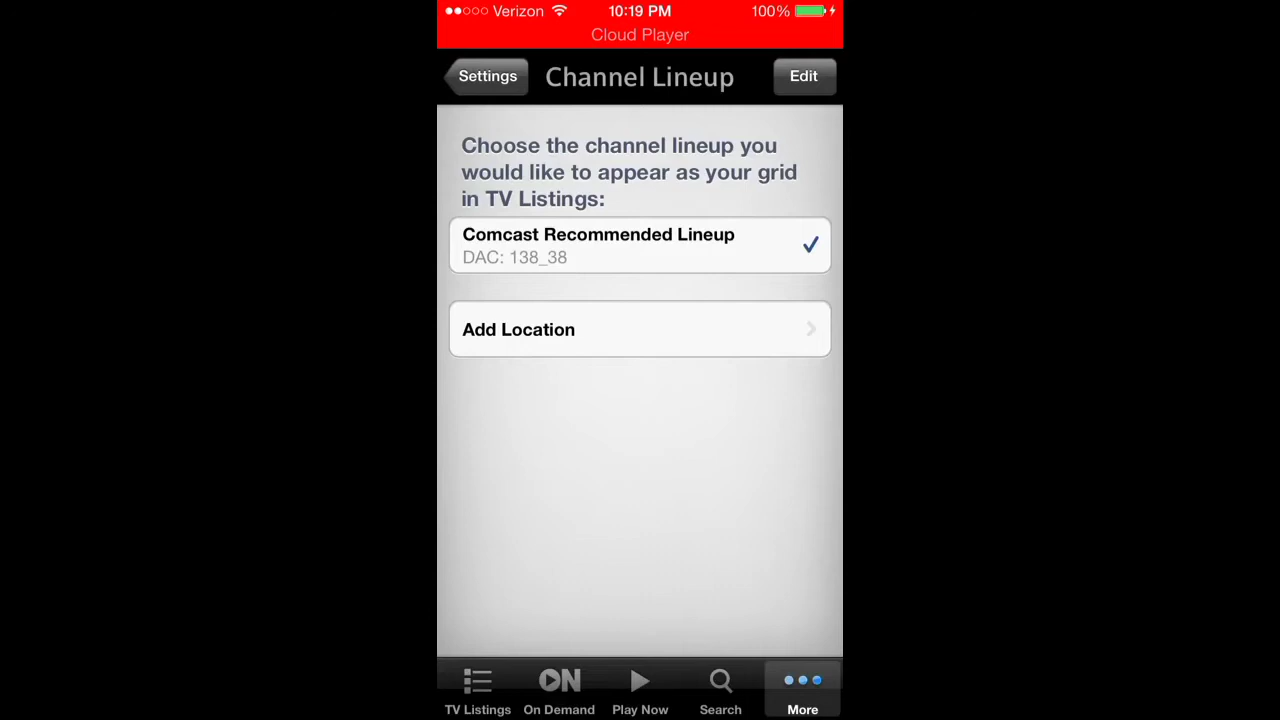 Verizon 10:19 PM 100%
Cloud Player
Settings Channel Lineup Edit
Choose the channel lineup you
would like to appear as your grid
in TV Listings:
Comcast Recommended Lineup
DAC: 138_38
Add Location
ON
TV Listings On Demand Play Now Search More